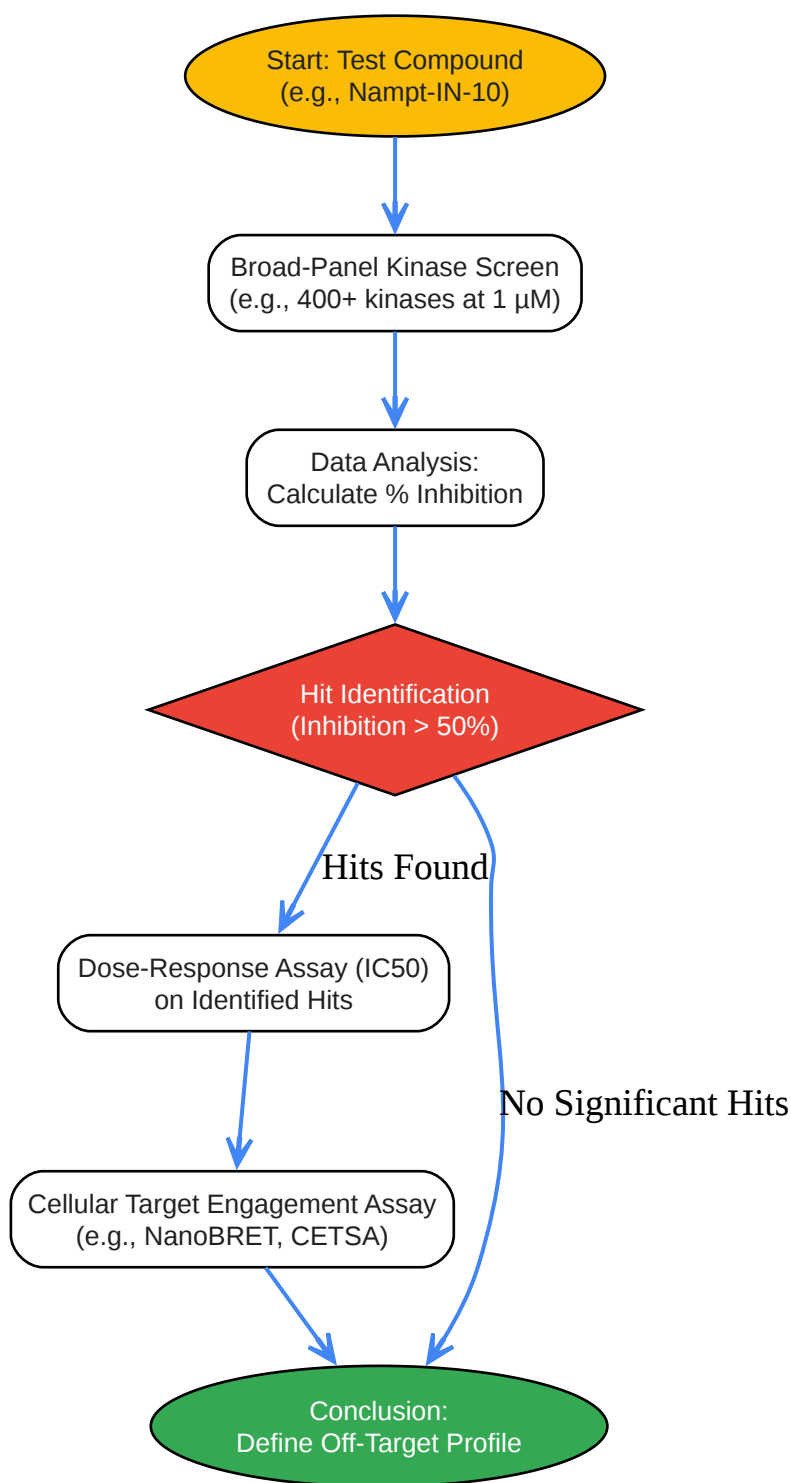 Start: Test Compound
(e.g., Nampt-IN-10)
Broad-Panel Kinase Screen
(e.g., 400+ kinases at 1 µM)
Data Analysis:
Calculate % Inhibition
Hit Identification
(Inhibition > 50%)
Hits Found
Dose-Response Assay (IC50)
on Identified Hits
No Significant Hits
Cellular Target Engagement Assay
(e.g., NanoBRET, CETSA)
Conclusion:
Define Off-Target Profile